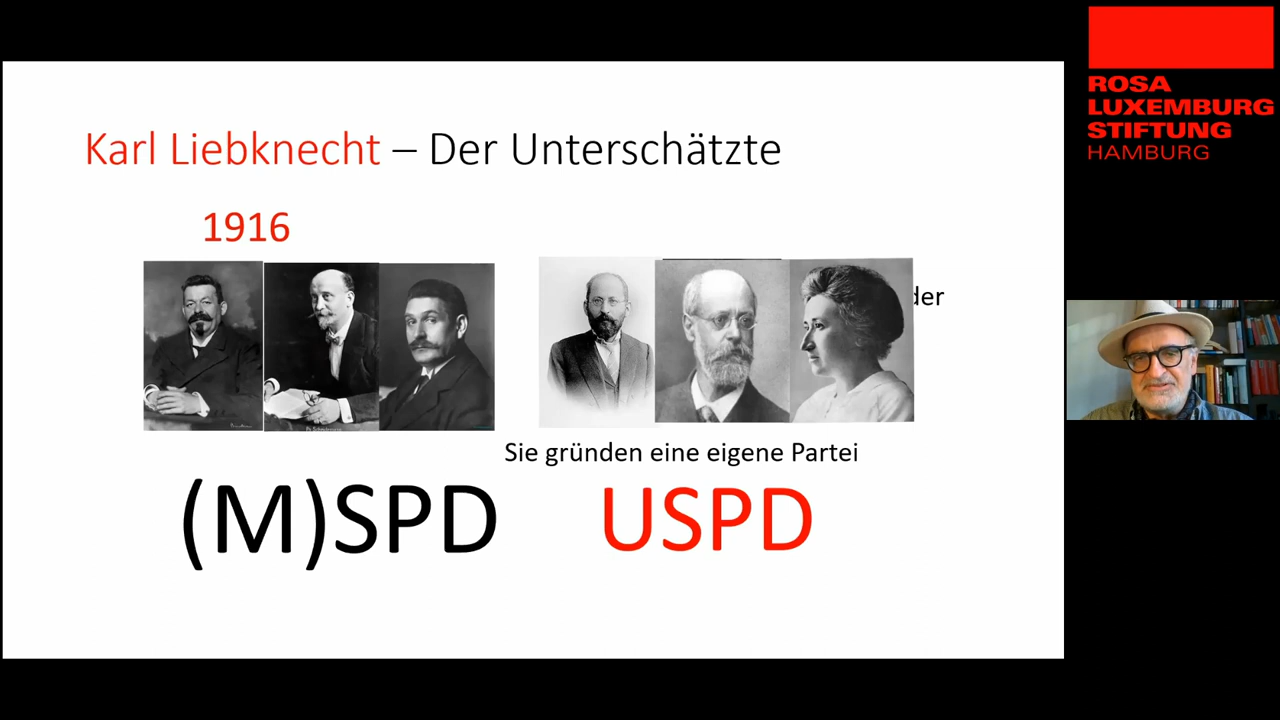 Karl Liebknecht – Der Unterschätzte
1916
der
Sie gründen eine eigene Partei
(M)SPD
USPD
ROSA
LUXEMBURG
STIFTUNG
HAMBURG